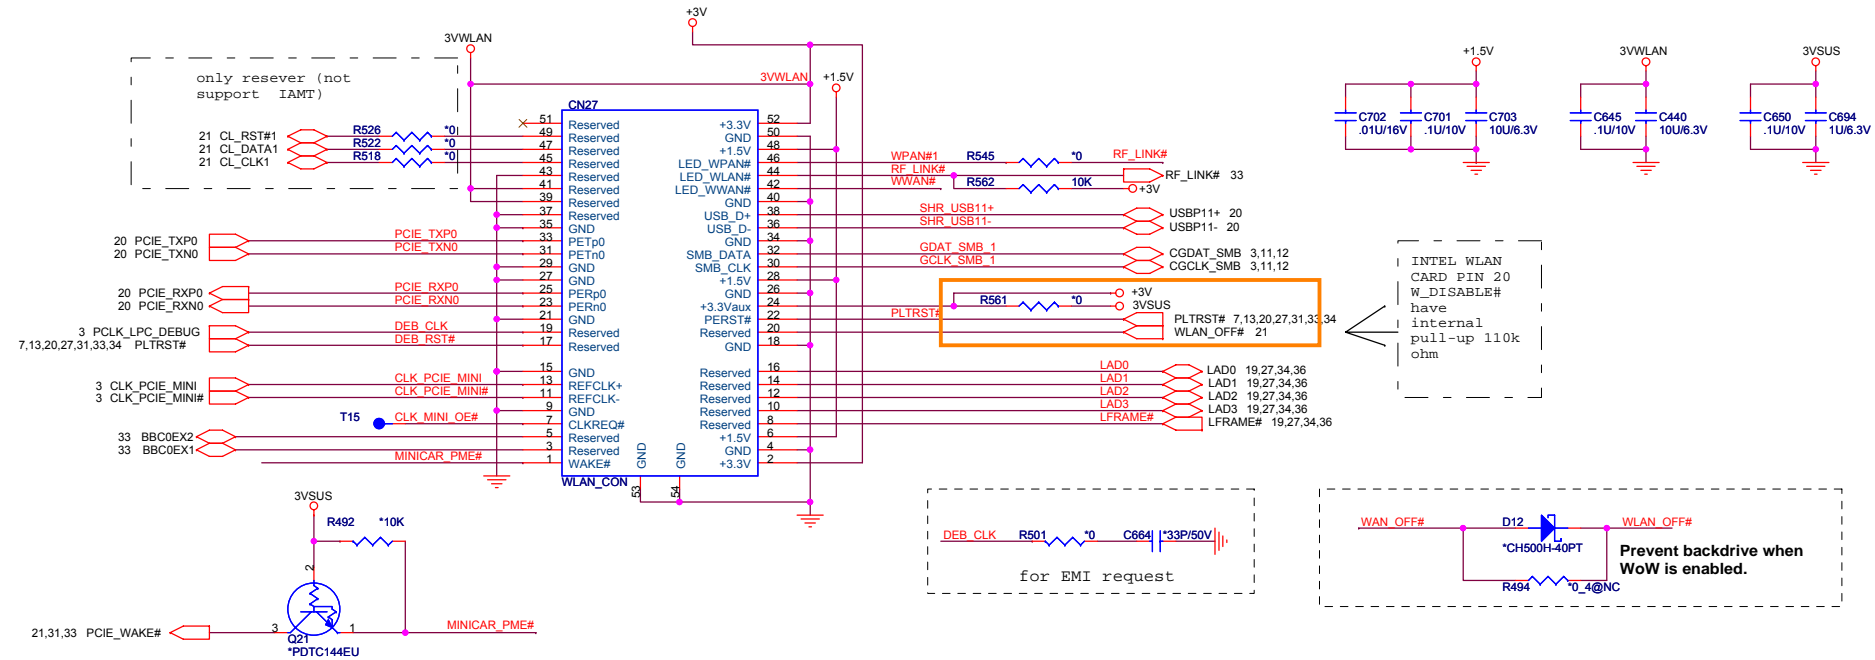 +3V
3VWLAN
only resever (not
support IAMT)
21 CL_RST#1
R526
*0
21 CL_DATA1
R522
*0
21 CL_CLK1
R518
*0
20 PCIE_TXP0
PCIE_TXP0
20 PCIE_TXN0
PCIE_TXN0
20 PCIE_RXP0
PCIE_RXP0
20 PCIE_RXN0
PCIE_RXN0
3 PCLK_LPC_DEBUG
DEB_CLK
7,13,20,27,31,33,34 PLTRST#
DEB_RST#
3 CLK_PCIE_MINI
CLK_PCIE_MINI
3 CLK_PCIE_MINI#
CLK_PCIE_MINI#
T15
CLK_MINI_OE#
33 BBC0EX2
33 BBC0EX1
MINICAR_PME#
3VWLAN
+1.5V
CN27
51 Reserved +3.3V 52
49 Reserved GND 50
47 Reserved +1.5V 48
45 Reserved LED_WPAN# 46
43 Reserved LED_WLAN# 44
41 Reserved LED_WWAN# 42
39 Reserved GND 40
37 Reserved USB_D+ 38
35 GND USB_D- 36
33 PETp0 GND 34
31 PETn0 SMB_DATA 32
29 GND SMB_CLK 30
27 GND +1.5V 28
25 PERp0 GND 26
23 PERn0 +3.3Vaux 24
21 GND PERST# 22
19 Reserved Reserved 20
17 Reserved GND 18
15 GND Reserved 16
13 REFCLK+ Reserved 14
11 REFCLK- Reserved 12
9 GND Reserved 10
7 CLKREQ# Reserved 8
5 Reserved +1.5V 6
3 Reserved GND 4
1 WAKE# +3.3V 2
GND
GND
WLAN_CON
53
54
WPAN#1
R545
*0
RF_LINK#
RF_LINK#
RF_LINK# 33
WWAN#
R562
10K
+3V
SHR_USB11+
USBP11+ 20
SHR_USB11-
USBP11- 20
GDAT_SMB_1
CGDAT_SMB 3,11,12
GCLK_SMB_1
CGCLK_SMB 3,11,12
+3V
R561
*0
3VSUS
PLTRST#
PLTRST# 7,13,20,27,31,33,34
WLAN_OFF# 21
LAD0
LAD0 19,27,34,36
LAD1
LAD1 19,27,34,36
LAD2
LAD2 19,27,34,36
LAD3
LAD3 19,27,34,36
LFRAME#
LFRAME# 19,27,34,36
+1.5V
C702
.01U/16V
C701
.1U/10V
C703
10U/6.3V
3VWLAN
C645
.1U/10V
C440
10U/6.3V
3VSUS
C650
.1U/10V
C694
1U/6.3V
INTEL WLAN
CARD PIN 20
W_DISABLE#
have
internal
pull-up 110k
ohm
3VSUS
R492
*10K
2
3
1
Q21
*PDTC144EU
21,31,33 PCIE_WAKE#
MINICAR_PME#
DEB_CLK
R501
*0
C664
*33P/50V
for EMI request
WAN_OFF#
D12
WLAN_OFF#
*CH500H-40PT
R494
*0_4@NC
Prevent backdrive when
WoW is enabled.